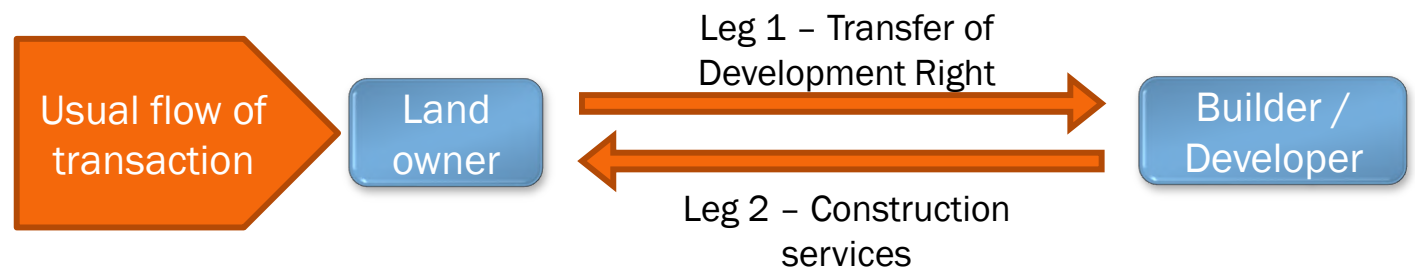 Usual flow of
transaction
Land
owner
Leg 1 – Transfer of
Development Right
Leg 2 – Construction
services
Builder /
Developer